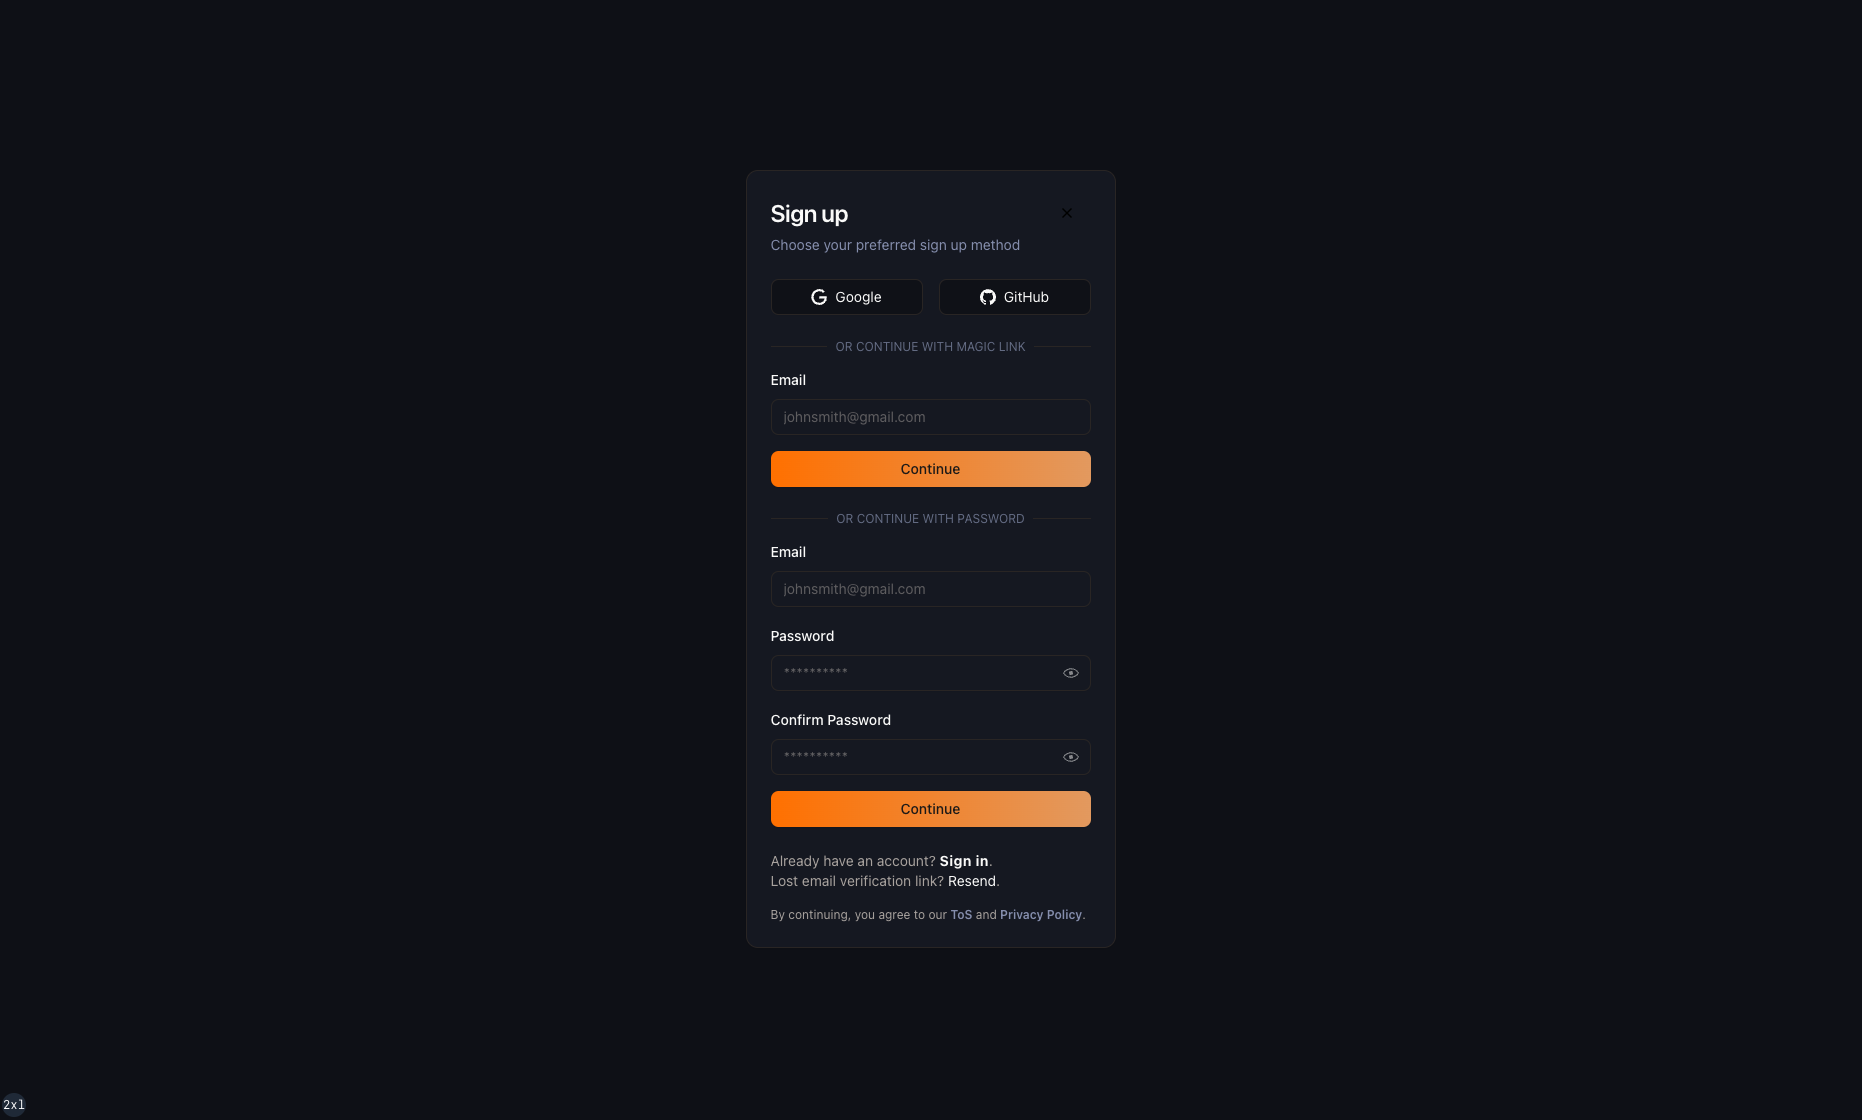 Sign up
Choose your preferred sign up method
Google
GitHub
OR CONTINUE WITH MAGIC LINK
Email
johnsmith@gmail.com
Continue
OR CONTINUE WITH PASSWORD
Email
johnsmith@gmail.com
Password
**********
Confirm Password
**********
Continue
Already have an account? Sign in.
Lost email verification link? Resend.
By continuing, you agree to our ToS and Privacy Policy.
2xl